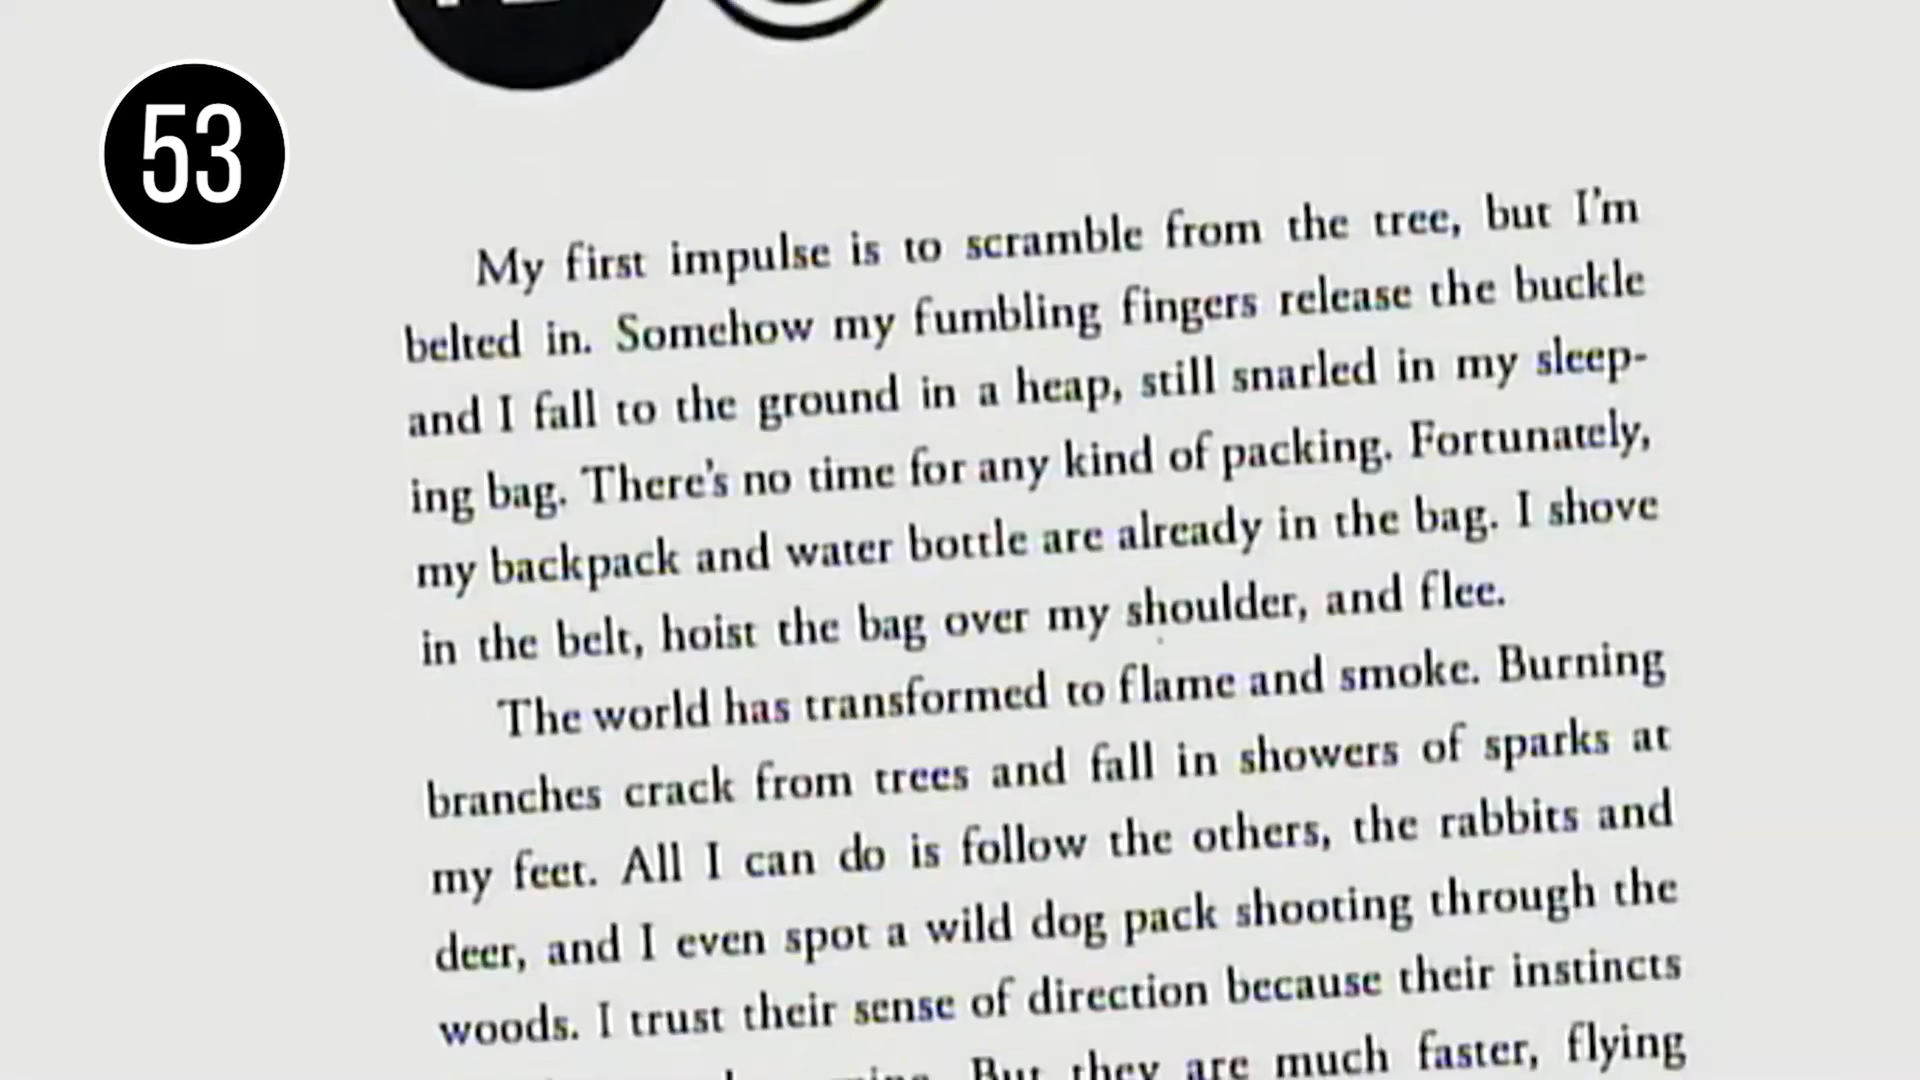 53
My first impulse is to scramble from the tree, but I'm
belted in. Somehow my fumbling fingers release the buckle
and I fall to the ground in a heap, still snarled in my sleep-
ing bag. There's no time for any kind of packing. Fortunately,
my backpack and water bottle are already in the bag. I shove
in the belt, hoist the bag over my shoulder, and flee.
The world has transformed to flame and smoke. Burning
branches crack from trees and fall in showers of sparks at
my feet. All I can do is follow the others, the rabbits and
deer, and I even spot a wild dog pack shooting through the
woods. I trust their sense of direction because their instincts
But they are much faster, flying